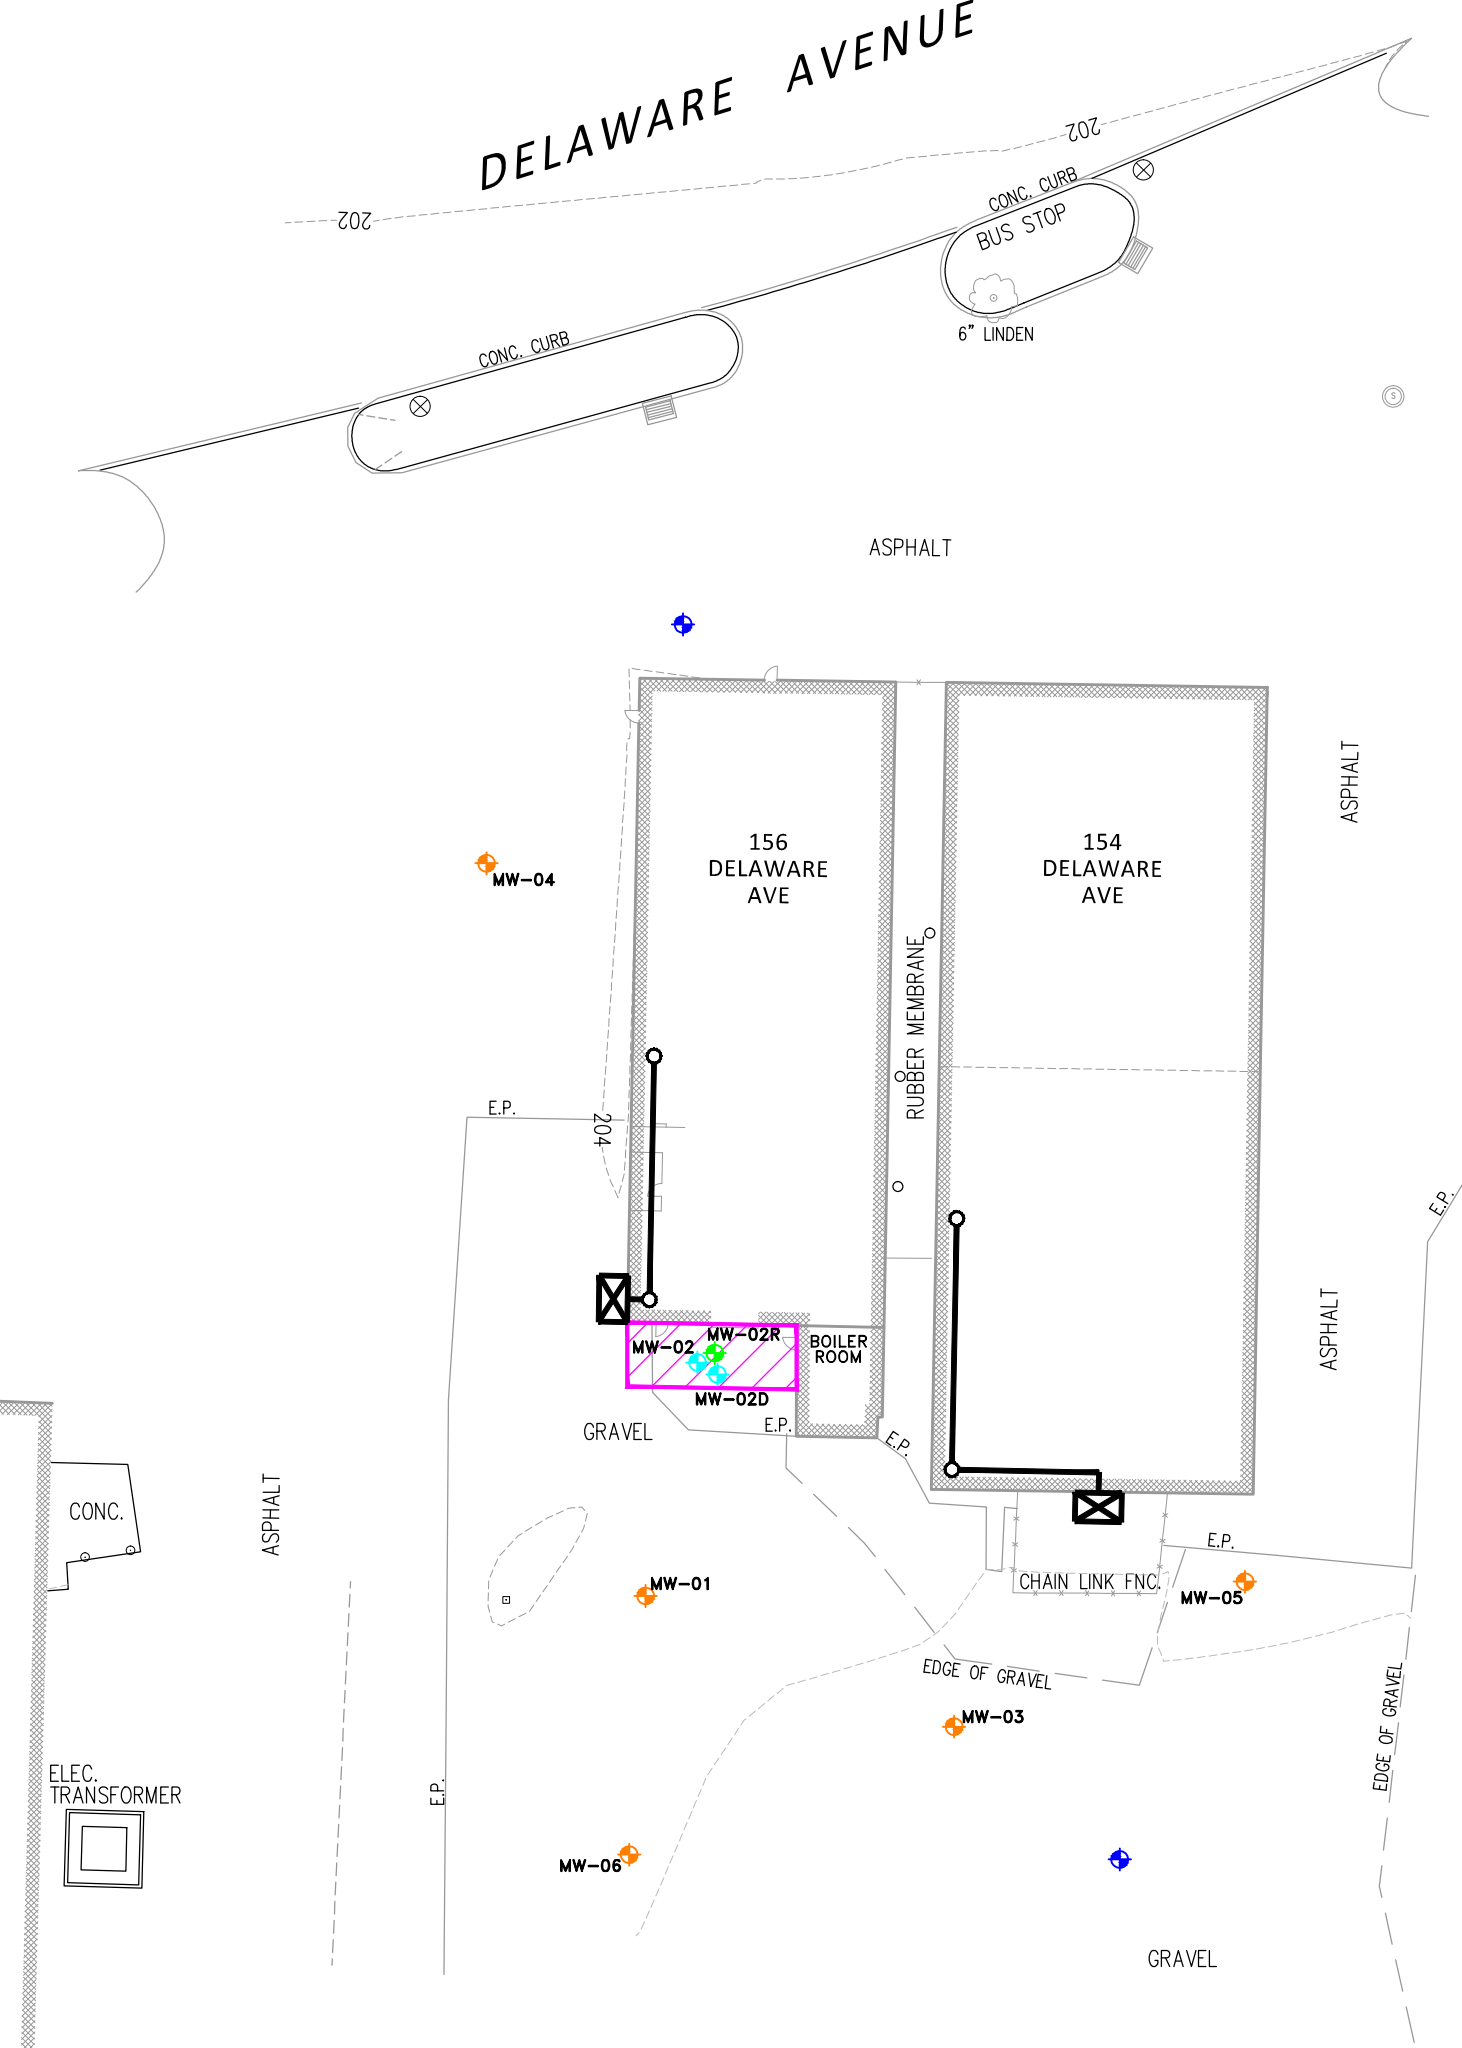 DELAWARE AVENUE
202
202
CONC. CURB
BUS STOP
6" LINDEN
CONC. CURB
S
ASPHALT
ASPHALT
156
DELAWARE
AVE
154
DELAWARE
AVE
MW-04
RUBBER MEMBRANE
E.P.
204
E.P.
ASPHALT
MW-02R
MW-02
BOILER
ROOM
MW-02D
E.P.
GRAVEL
E.P.
CONC.
ASPHALT
E.P.
CHAIN LINK FNC.
MW-01
MW-05
EDGE OF GRAVEL
EDGE OF GRAVEL
MW-03
ELEC.
TRANSFORMER
E.P.
MW-06
GRAVEL